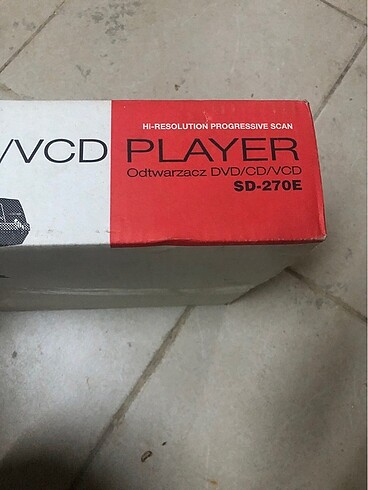 Hi-RESOLUTION PROGRESSIVE SCAN
/VCD PLAYER
Odtwarzacz DVD/CD/VCD
SD-270E